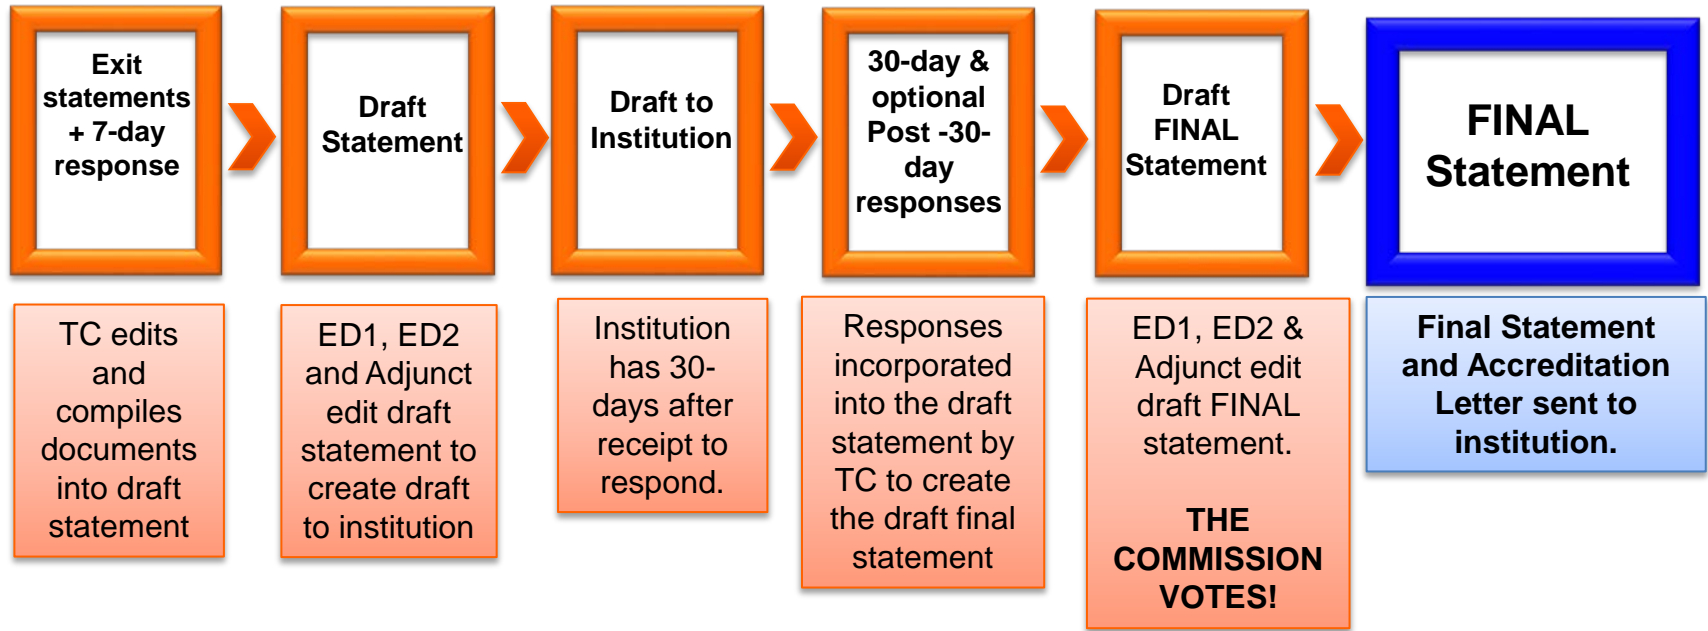 Exit
statements
+ 7-day
response
Draft
Statement
Draft to
Institution
30-day &
optional
Post -30-
day
responses
Draft
FINAL
Statement
FINAL
Statement
TC edits
and
compiles
documents
into draft
statement
ED1, ED2
and Adjunct
edit draft
statement to
create draft
to institution
Institution
has 30-
days after
receipt to
respond.
Responses
incorporated
into the draft
statement by
TC to create
the draft final
statement
ED1, ED2 &
Adjunct edit
draft FINAL
statement.
THE
COMMISSION
VOTES!
Final Statement
and Accreditation
Letter sent to
institution.